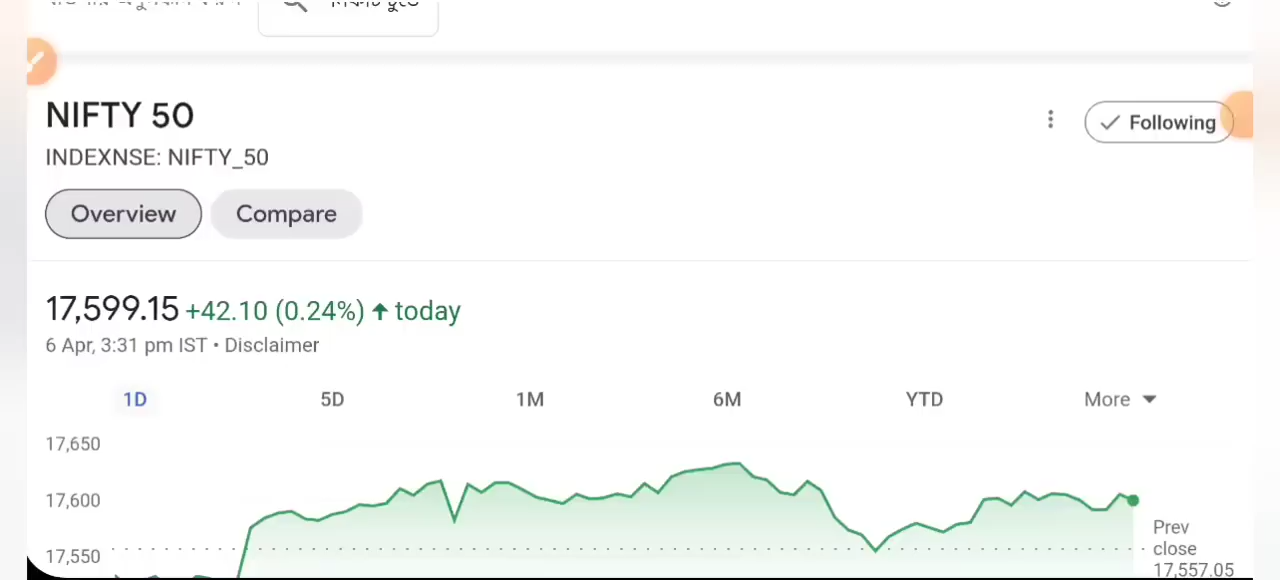 NIFTY 50
Following
INDEXNSE: NIFTY_50
Overview
Compare
17,599.15 +42.10 (0.24%) ↑ today
6 Apr, 3:31 pm IST • Disclaimer
1D 5D 1M 6M YTD More
17,650
17,600
17,550
Prev
close
17,557.05